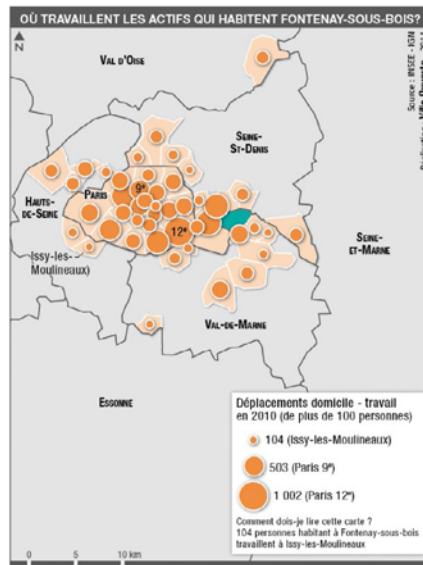 OÙ TRAVAILLENT LES ACTIFS QUI HABITENT FONTENAY-SOUS-BOIS?
N
VAL D'OISE
Source : INSEE - IGN
SEINE-
ST-DENIS
PARIS
9e
HAUTS-
DE-SEINE
12e
Issy-les-
Moulineaux)
SEINE-
ET-MARNE
VAL-DE-MARNE
ESSONNE
Déplacements domicile - travail
en 2010 (de plus de 100 personnes)
104 (Issy-les-Moulineaux)
503 (Paris 9e)
1 002 (Paris 12e)
Comment dois-je lire cette carte ?
104 personnes habitant à Fontenay-sous-bois
travaillent à Issy-les-Moulineaux
0 5 10 km